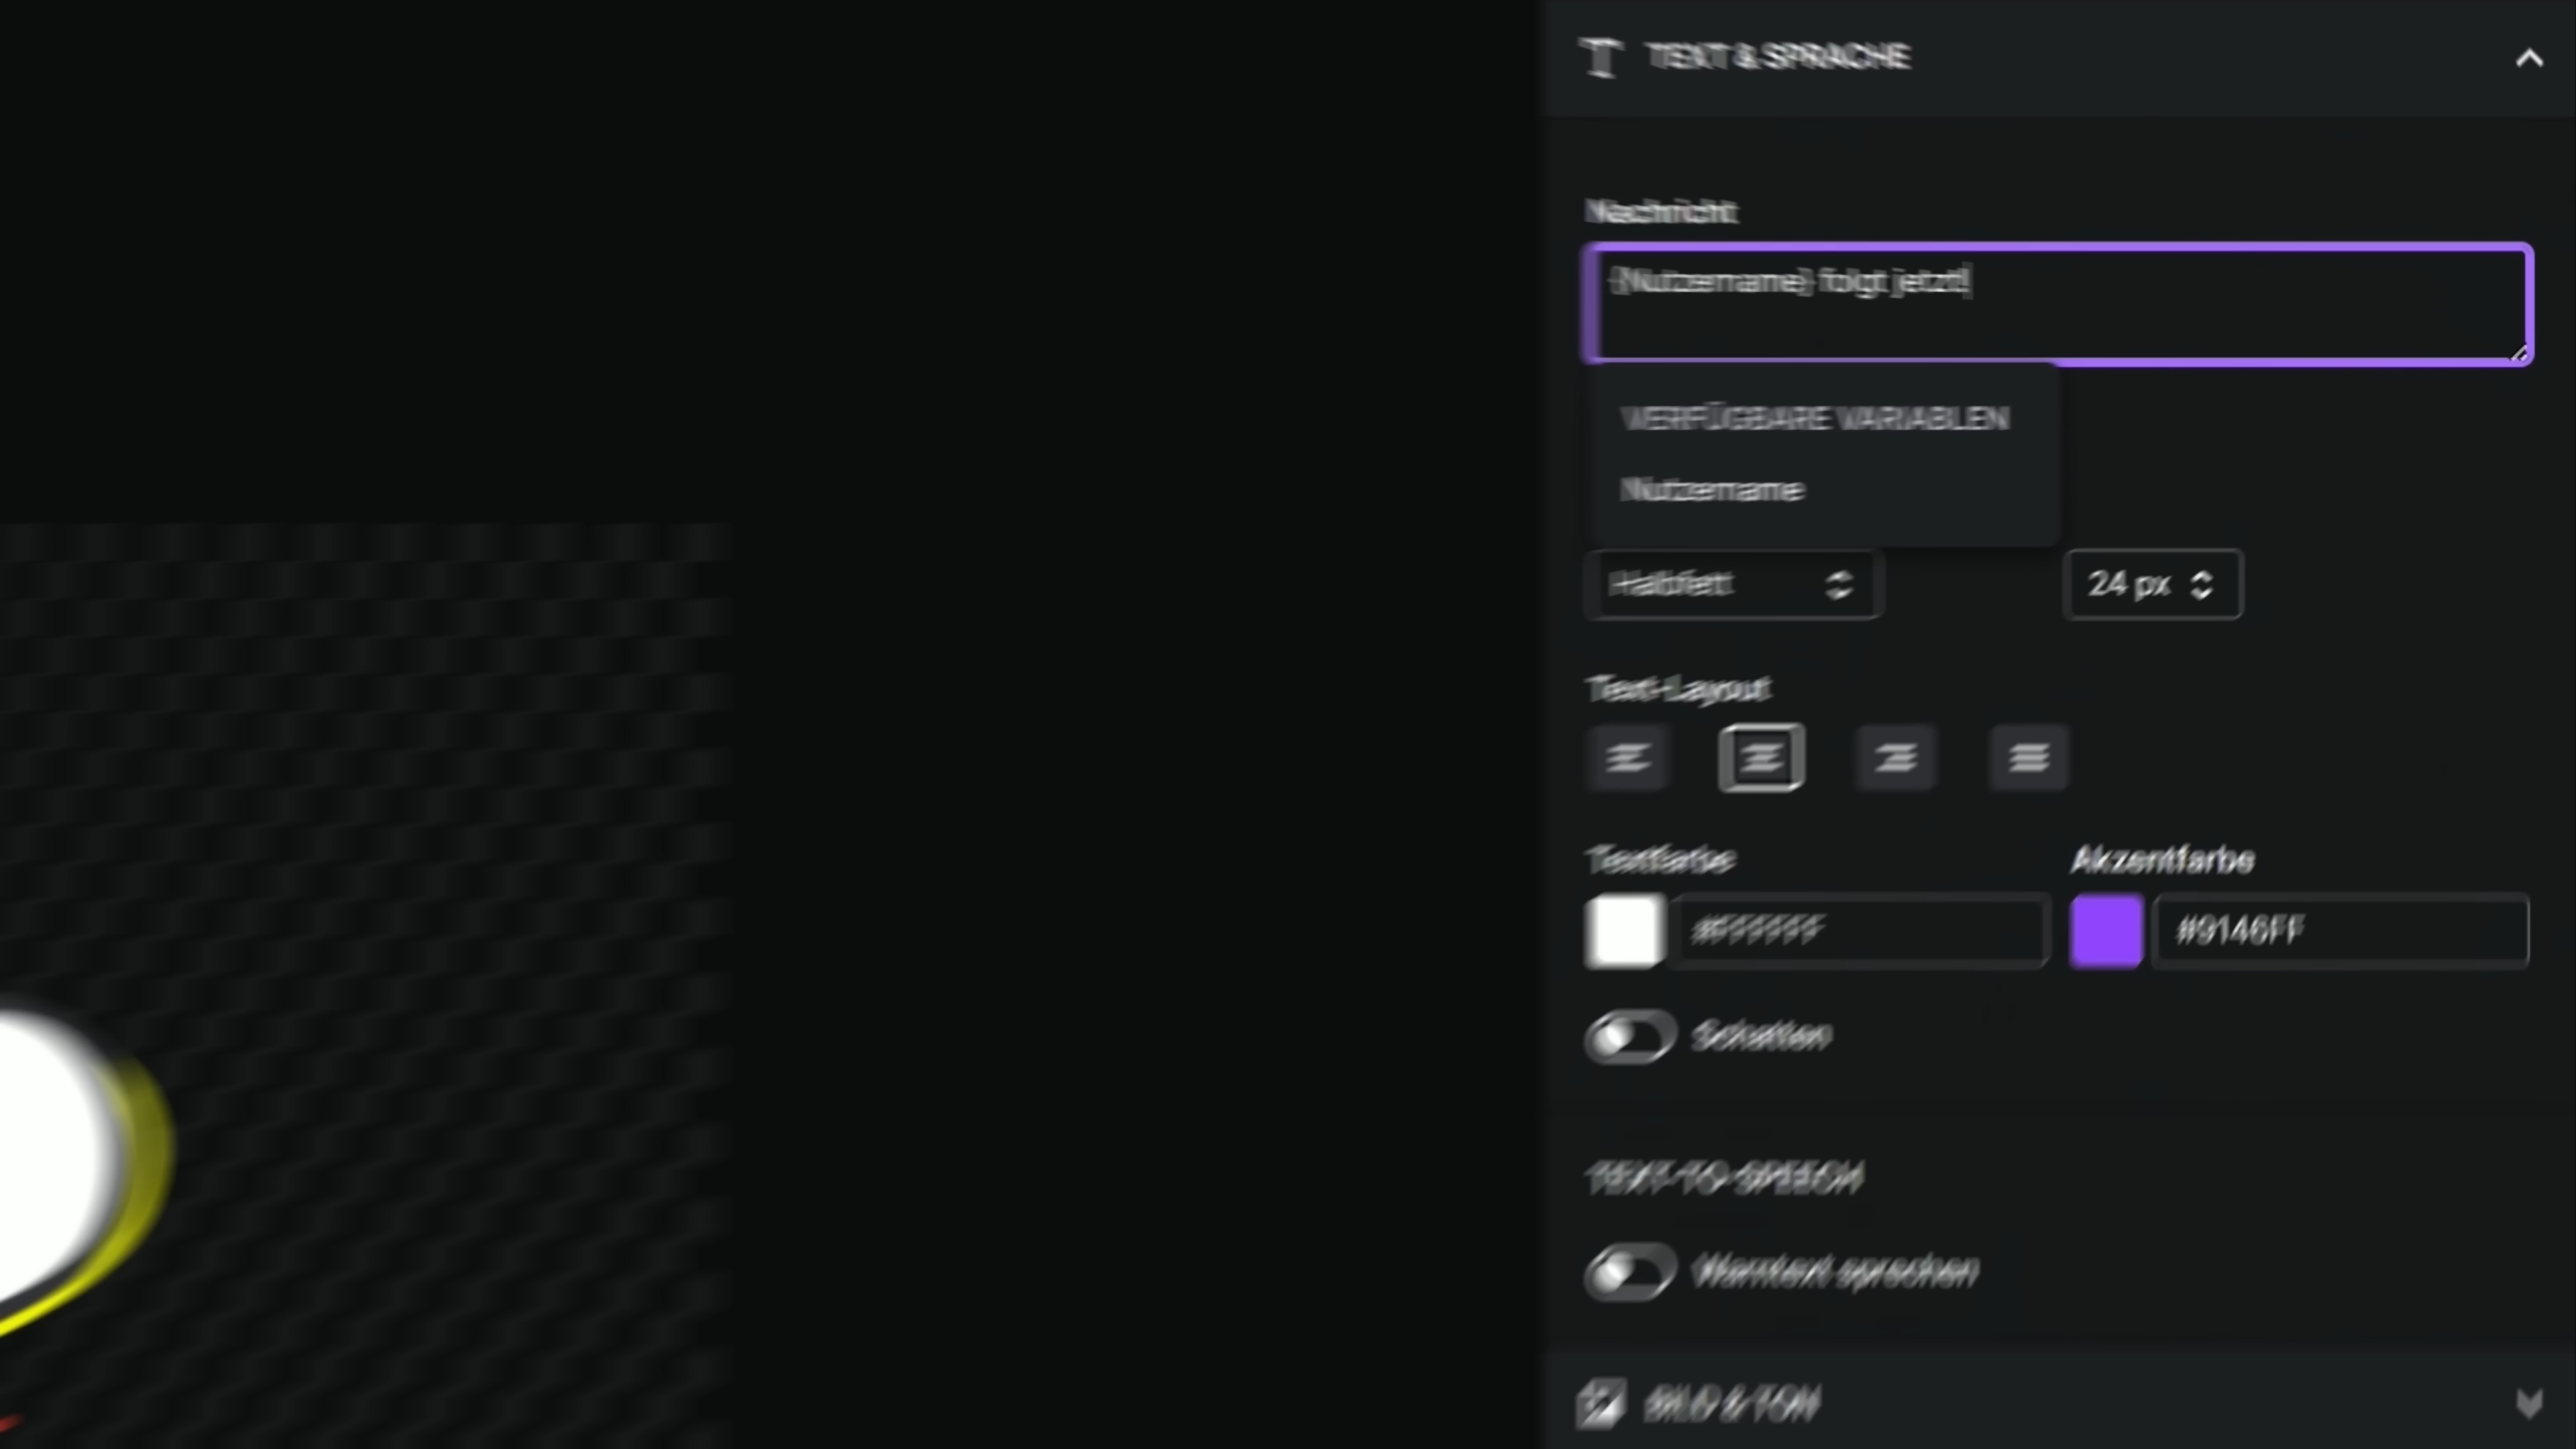 TEXT & SPRACHE
Nachricht
{Nutzername} folgt jetzt!
VERFÜGBARE VARIABLEN
Nutzername
Halbfett
24 px
Text-Layout
Textfarbe
Akzentfarbe
#FFFFFF
#9146FF
Schatten
TEXT-TO-SPEECH
Warntext sprechen
BILD & TON